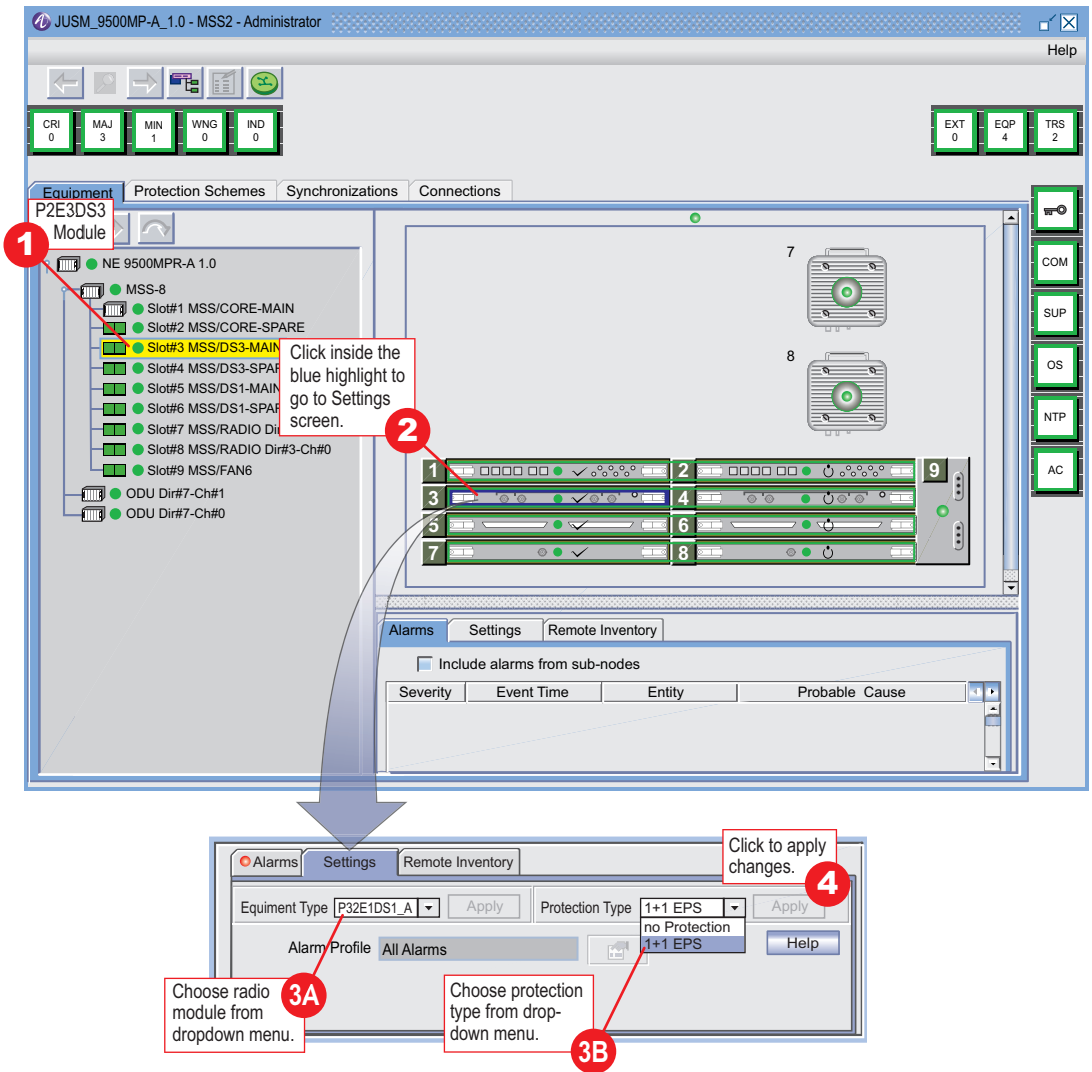 JUSM_9500MP-A_1.0 - MSS2 - Administrator
Help
CRI
0
MAJ
3
MIN
1
WNG
0
IND
0
EXT
0
EQP
4
TRS
2
Equipment
Protection Schemes
Synchronizations
Connections
P2E3DS3
Module
1
NE 9500MPR-A 1.0
MSS-8
Slot#1 MSS/CORE-MAIN
Slot#2 MSS/CORE-SPARE
Slot#3 MSS/DS3-MAIN
Slot#4 MSS/DS3-SPAR
Slot#5 MSS/DS1-MAIN
Slot#6 MSS/DS1-SPAR
Slot#7 MSS/RADIO Di
Slot#8 MSS/RADIO Dir#3-Ch#0
Slot#9 MSS/FAN6
ODU Dir#7-Ch#1
ODU Dir#7-Ch#0
Click inside the
blue highlight to
go to Settings
screen.
2
7
8
1
2
9
3
4
5
6
7
8
COM
SUP
OS
NTP
AC
Alarms
Settings
Remote Inventory
Include alarms from sub-nodes
Severity
Event Time
Entity
Probable Cause
Alarms
Settings
Remote Inventory
Click to apply
changes.
4
Equiment Type
P32E1DS1_A
Apply
Protection Type
1+1 EPS
Apply
no Protection
1+1 EPS
Alarm Profile
All Alarms
Help
Choose radio
module from
dropdown menu.
3A
Choose protection
type from drop-
down menu.
3B